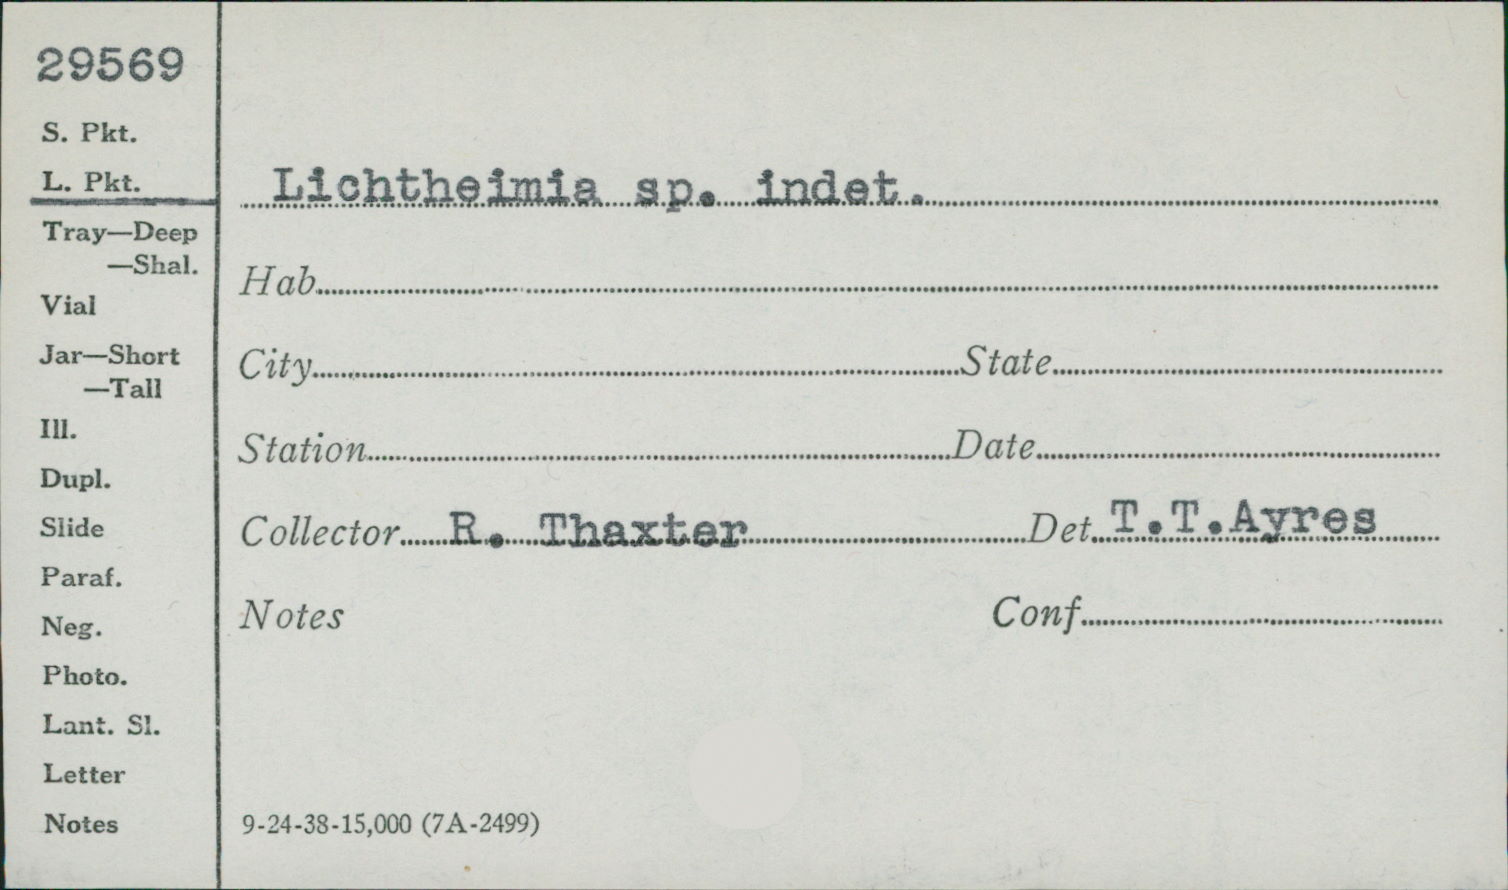 29569
S. Pkt.
L. Pkt.
Tray—Deep
—Shal.
Vial
Jar—Short
—Tall
Ill.
Dupl.
Slide
Paraf.
Neg.
Photo.
Lant. Sl.
Letter
Notes
Lichtheimia sp. indet.
Hab
City State
Station Date
Collector R. Thaxter Det. T.T.Ayres
Notes Conf
9-24-38-15,000 (7A-2499)